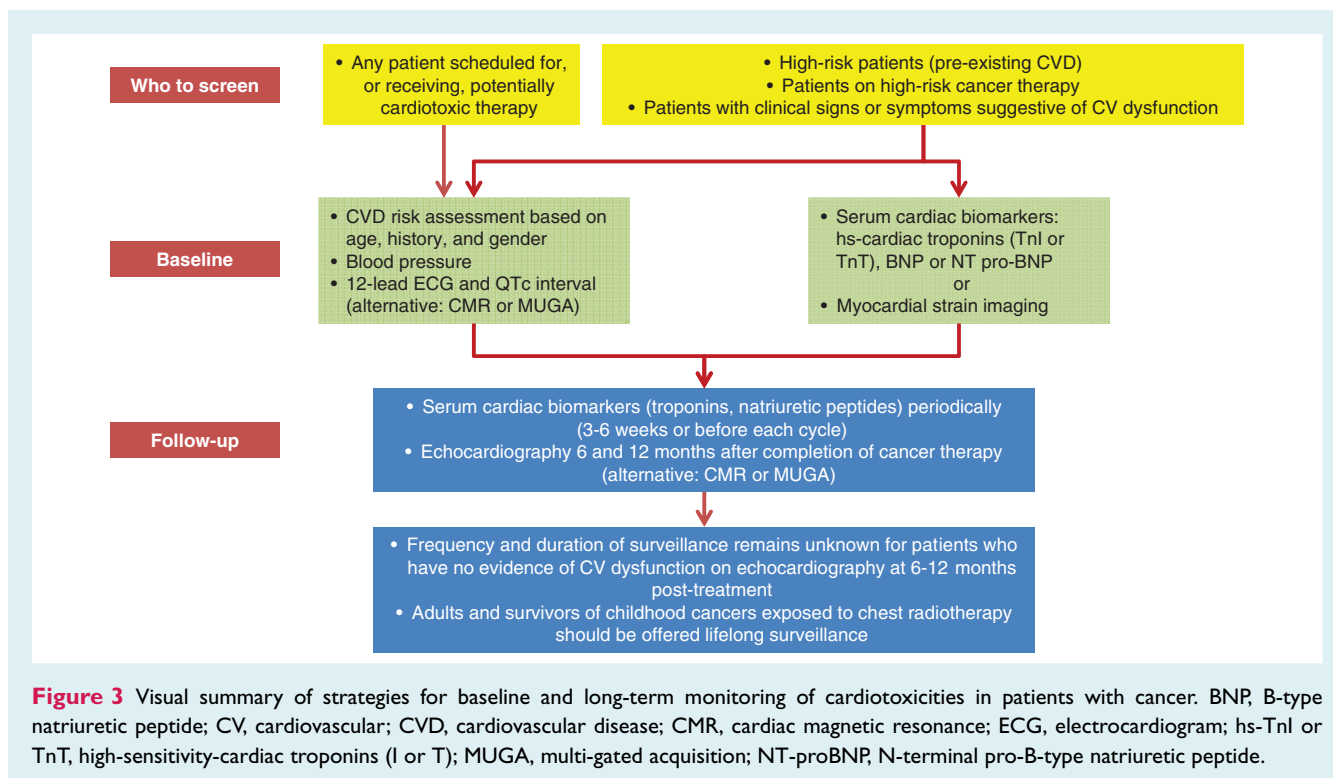 Who to screen
• Any patient scheduled for,
or receiving, potentially
cardiotoxic therapy
• High-risk patients (pre-existing CVD)
• Patients on high-risk cancer therapy
• Patients with clinical signs or symptoms suggestive of CV dysfunction
Baseline
• CVD risk assessment based on
age, history, and gender
• Blood pressure
• 12-lead ECG and QTc interval
(alternative: CMR or MUGA)
• Serum cardiac biomarkers:
hs-cardiac troponins (TnI or
TnT), BNP or NT pro-BNP
or
• Myocardial strain imaging
Follow-up
• Serum cardiac biomarkers (troponins, natriuretic peptides) periodically
(3-6 weeks or before each cycle)
• Echocardiography 6 and 12 months after completion of cancer therapy
(alternative: CMR or MUGA)
• Frequency and duration of surveillance remains unknown for patients who
have no evidence of CV dysfunction on echocardiography at 6-12 months
post-treatment
• Adults and survivors of childhood cancers exposed to chest radiotherapy
should be offered lifelong surveillance
Figure 3 Visual summary of strategies for baseline and long-term monitoring of cardiotoxicities in patients with cancer. BNP, B-type
natriuretic peptide; CV, cardiovascular; CVD, cardiovascular disease; CMR, cardiac magnetic resonance; ECG, electrocardiogram; hs-TnI or
TnT, high-sensitivity-cardiac troponins (I or T); MUGA, multi-gated acquisition; NT-proBNP, N-terminal pro-B-type natriuretic peptide.